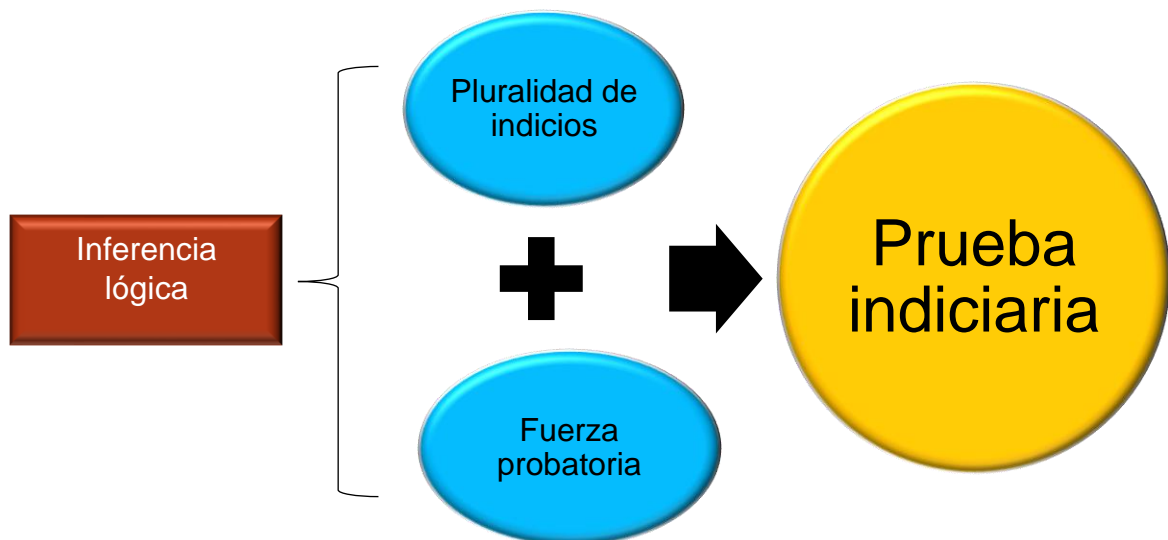 Inferencia
lógica
Pluralidad de
indicios
Fuerza
probatoria
Prueba
indiciaria